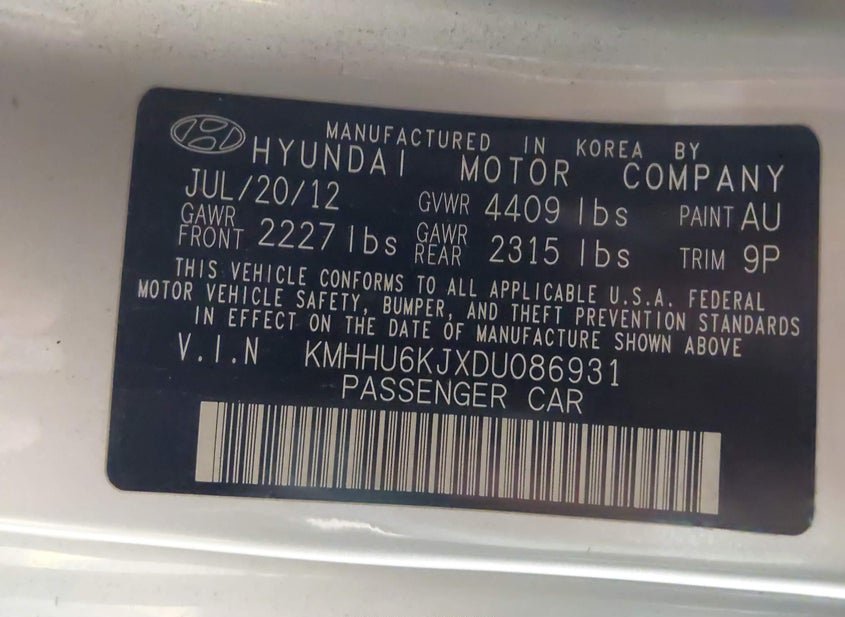 MANUFACTURED IN KOREA BY
HYUNDAI MOTOR COMPANY
JUL/20/12 GVWR 4409 lbs PAINT AU
GAWR FRONT 2227 lbs GAWR REAR 2315 lbs TRIM 9P
THIS VEHICLE CONFORMS TO ALL APPLICABLE U.S.A. FEDERAL
MOTOR VEHICLE SAFETY, BUMPER, AND THEFT PREVENTION STANDARDS
IN EFFECT ON THE DATE OF MANUFACTURE SHOWN ABOVE
V.I.N KMHHU6KJXDU086931
PASSENGER CAR